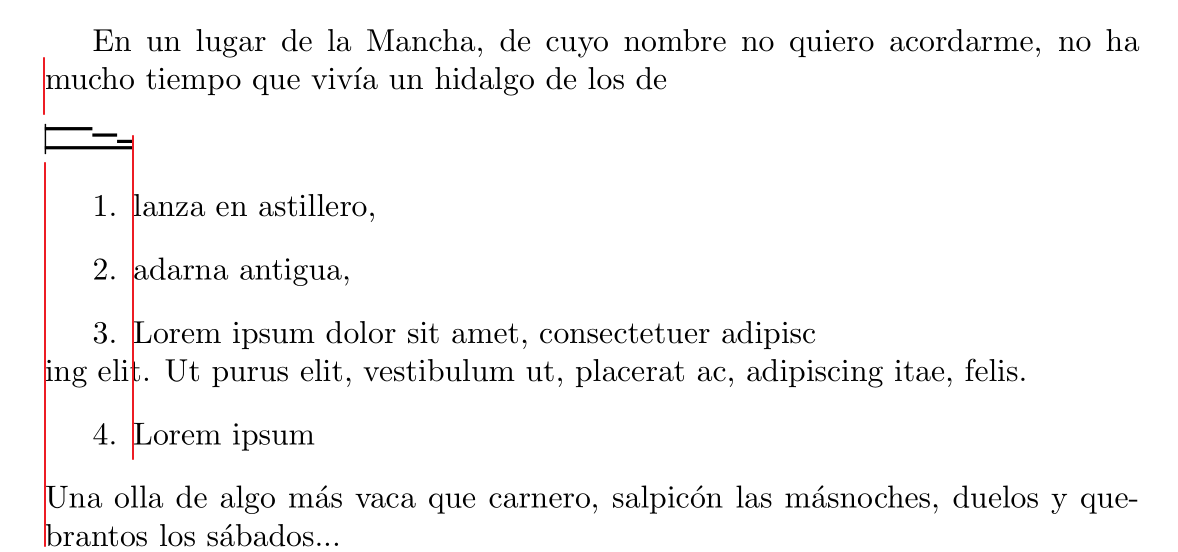 En un lugar de la Mancha, de cuyo nombre no quiero acordarme, no ha
mucho tiempo que vivía un hidalgo de los de
1. lanza en astillero,
2. adarna antigua,
3. Lorem ipsum dolor sit amet, consectetuer adipisc
ing elit. Ut purus elit, vestibulum ut, placerat ac, adipiscing itae, felis.
4. Lorem ipsum
Una olla de algo más vaca que carnero, salpicón las másnoches, duelos y que-
brantos los sábados...